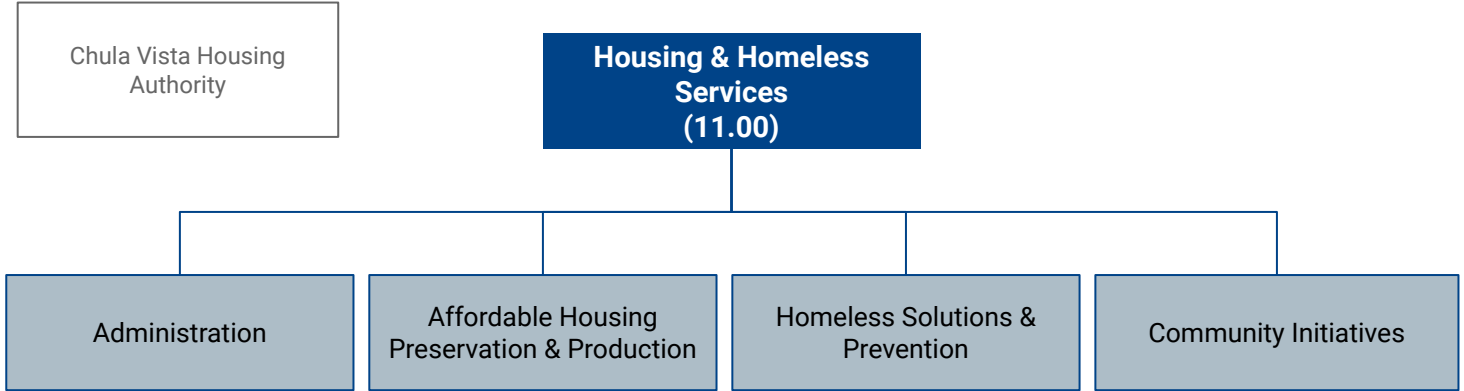 Chula Vista Housing
Authority
Housing & Homeless
Services
(11.00)
Administration
Affordable Housing
Preservation & Production
Homeless Solutions &
Prevention
Community Initiatives